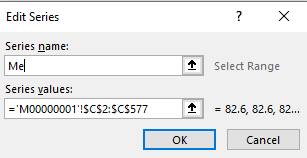 Edit Series
Series name:
Me
Select Range
Series values:
='M00000001'!$C$2:$C$577
= 82.6, 82.6, 82...
OK
Cancel